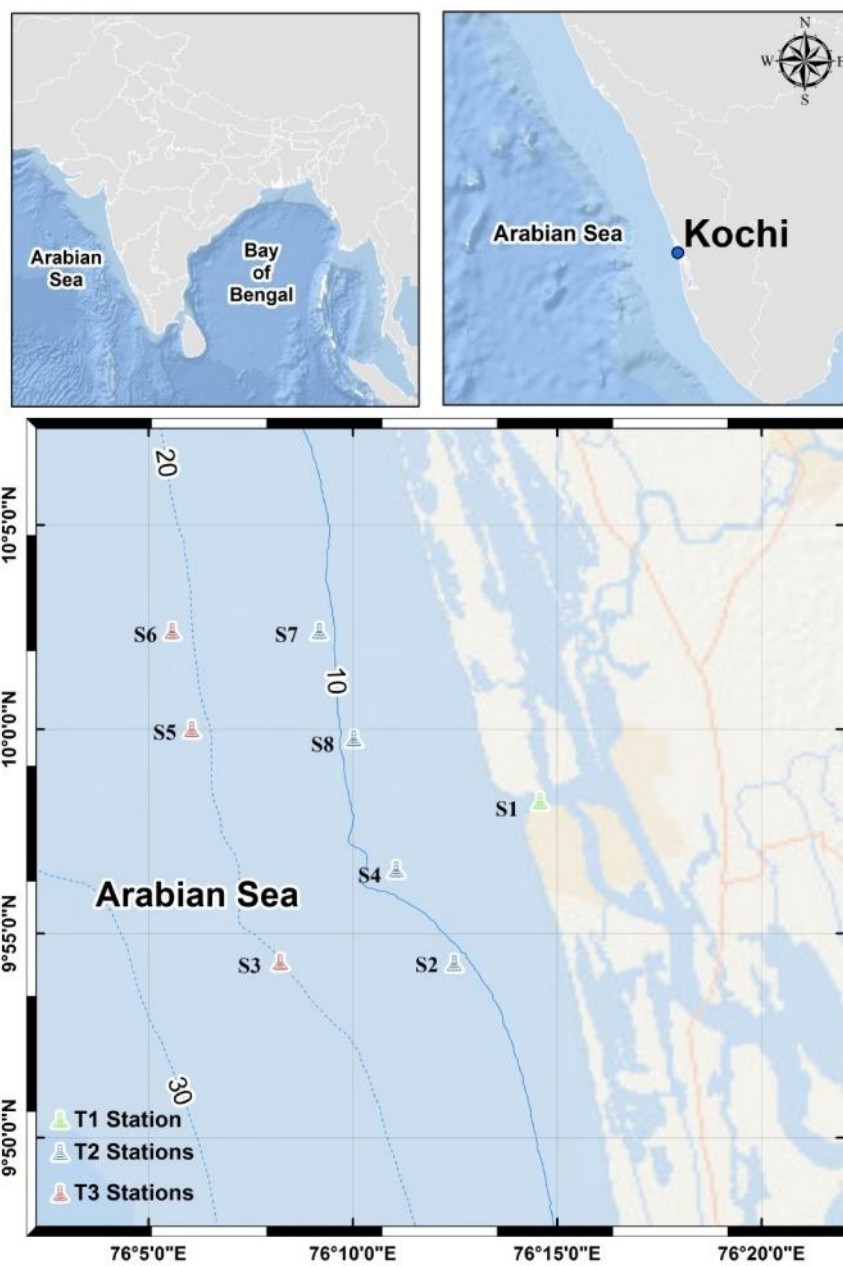 Arabian
Sea
Bay
of
Bengal
N
W
E
S
Arabian Sea
Kochi
20
10
30
10°5'0"N
10°0'0"N
9°55'0"N
9°50'0"N
S6
S7
S5
S8
S1
S4
Arabian Sea
S3
S2
T1 Station
T2 Stations
T3 Stations
76°5'0"E
76°10'0"E
76°15'0"E
76°20'0"E